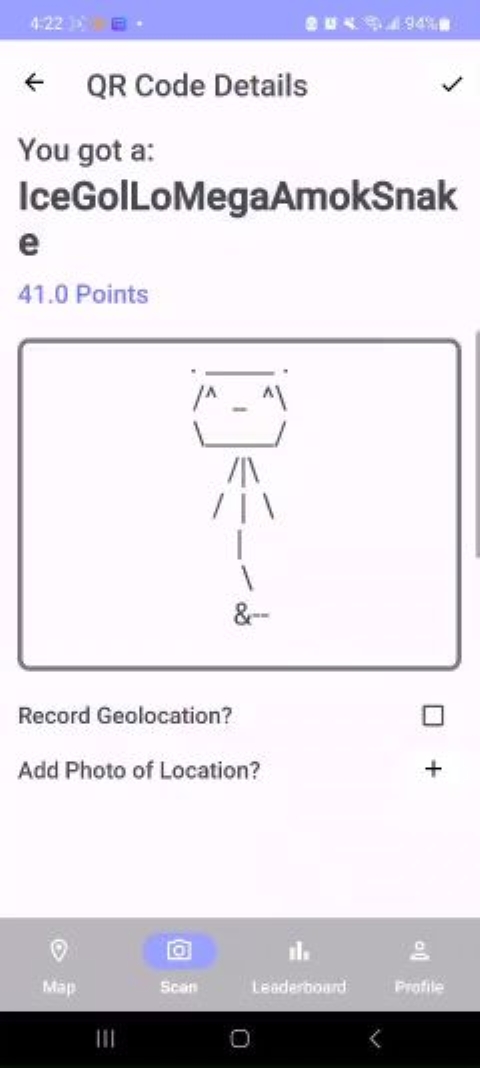 4:22
94%
QR Code Details
You got a:
IceGolLoMegaAmokSnak
e
41.0 Points
. ______ .
/^ _ ^\
\______/
/|\
/ | \
|
\
&--
Record Geolocation?
Add Photo of Location?
+
Map
Scan
Leaderboard
Profile